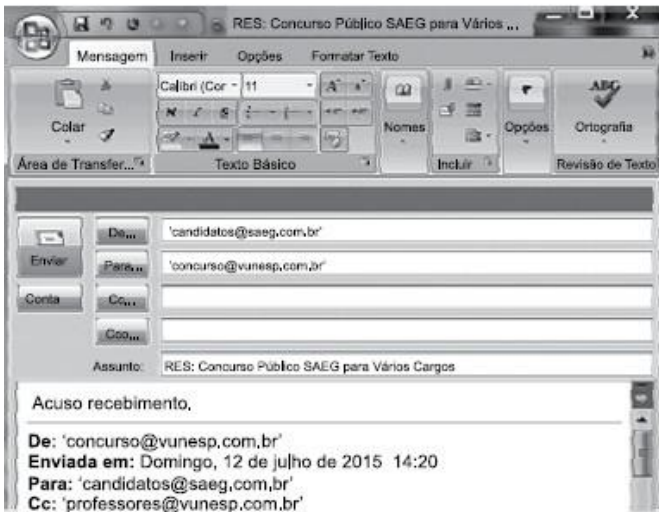 RES: Concurso Público SAEG para Vários ...
Mensagem Inserir Opções Formatar Texto
Calibri (Cor 11
Colar Nomes Opções Ortografia
Área de Transfer... Texto Básico Incluir Revisão de Texto
De... 'candidatos@saeg.com.br'
Enviar Para... 'concurso@vunesp.com.br'
Conta Cc...
Cco...
Assunto: RES: Concurso Público SAEG para Vários Cargos
Acuso recebimento.
De: 'concurso@vunesp.com.br'
Enviada em: Domingo, 12 de julho de 2015 14:20
Para: 'candidatos@saeg.com.br'
Cc: 'professores@vunesp.com.br'